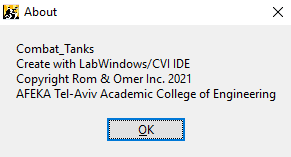 About
Combat_Tanks
Create with LabWindows/CVI IDE
Copyright Rom & Omer Inc. 2021
AFEKA Tel-Aviv Academic College of Engineering
OK